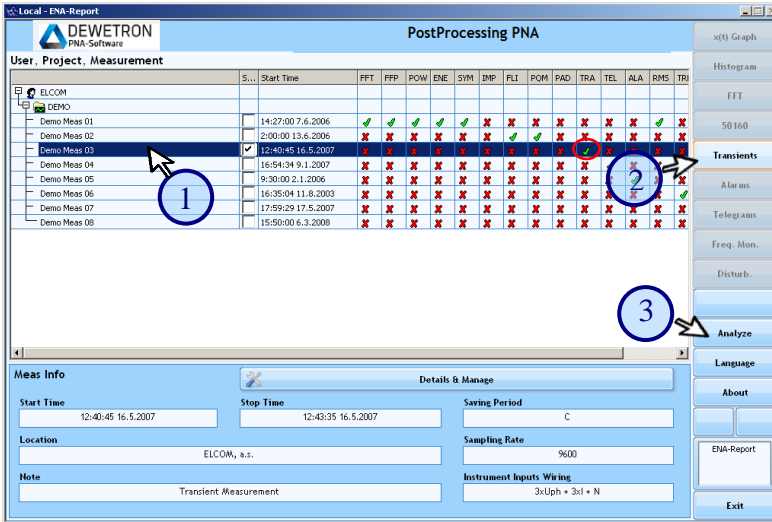 Local - ENA-Report
DEWETRON
PNA-Software
PostProcessing PNA
User, Project, Measurement
S... Start Time FFT FFP POW ENE SYM IMP FLI PQM PAD TRA TEL ALA RMS TRI
ELCOM
DEMO
Demo Meas 01 14:27:00 7.6.2006
Demo Meas 02 2:00:00 13.6.2006
Demo Meas 03 12:40:45 16.5.2007
Demo Meas 04 16:54:34 9.1.2007
Demo Meas 05 9:30:00 2.1.2006
Demo Meas 06 16:35:04 11.8.2003
Demo Meas 07 17:59:29 17.5.2007
Demo Meas 08 15:50:00 6.3.2008
1
2
3
x(t) Graph
Histogram
FFT
50160
Transients
Alarms
Telegrams
Freq. Mon.
Disturb.
Analyze
Language
About
ENA-Report
Exit
Meas Info
Details & Manage
Start Time Stop Time Saving Period
12:40:45 16.5.2007 12:43:35 16.5.2007 C
Location Sampling Rate
ELCOM, a.s. 9600
Note Instrument Inputs Wiring
Transient Measurement 3xUph + 3xI + N